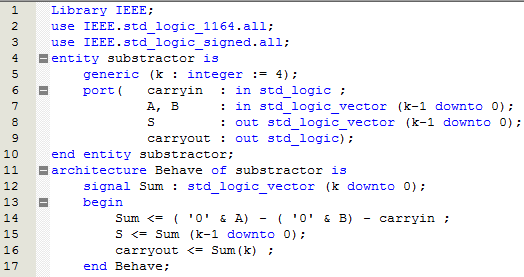 1 Library IEEE;
2 use IEEE.std_logic_1164.all;
3 use IEEE.std_logic_signed.all;
4 entity substractor is
5 generic (k : integer := 4);
6 port( carryin : in std_logic ;
7 A, B : in std_logic_vector (k-1 downto 0);
8 S : out std_logic_vector (k-1 downto 0);
9 carryout : out std_logic);
10 end entity substractor;
11 architecture Behave of substractor is
12 signal Sum : std_logic_vector (k downto 0);
13 begin
14 Sum <= ( '0' & A) - ( '0' & B) - carryin ;
15 S <= Sum (k-1 downto 0);
16 carryout <= Sum(k) ;
17 end Behave;